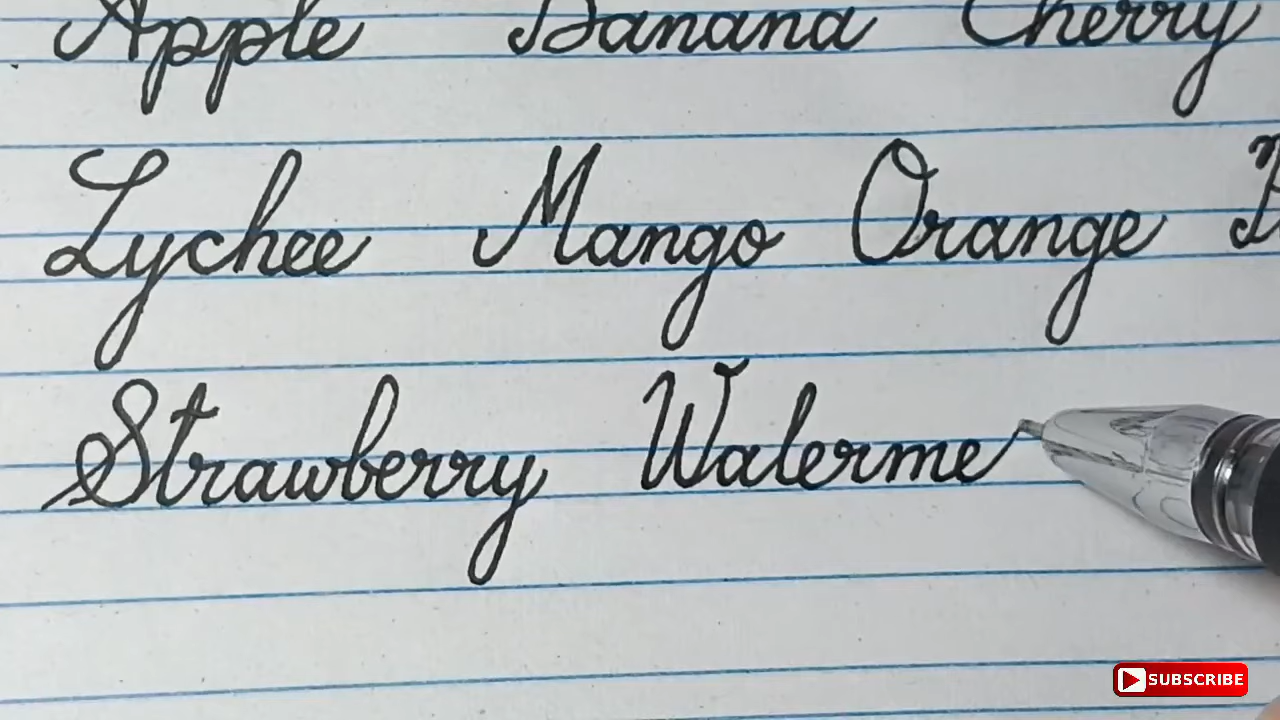 Apple Banana Cherry
Lychee Mango Orange
Strawberry Waterme
SUBSCRIBE